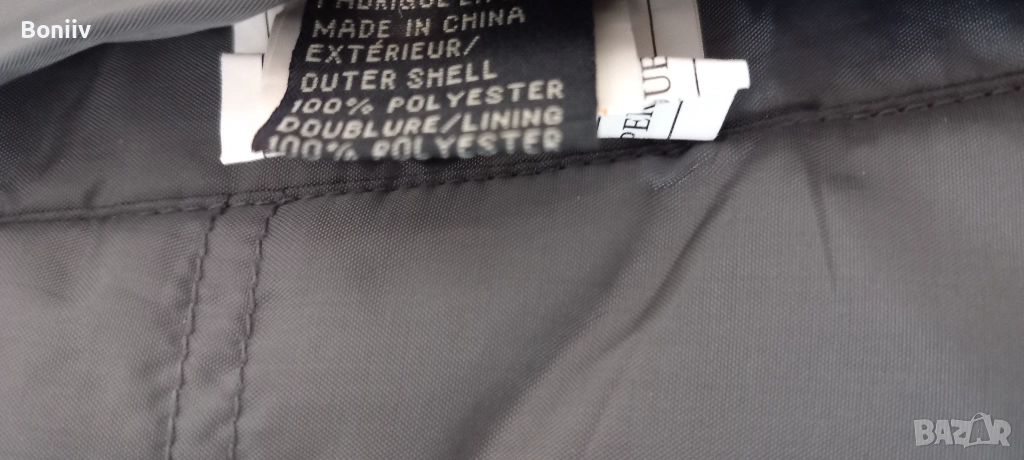 Boniiv
MADE IN CHINA
EXTÉRIEUR/
OUTER SHELL
100% POLYESTER
DOUBLURE/LINING
100% POLYESTER
BAZAR